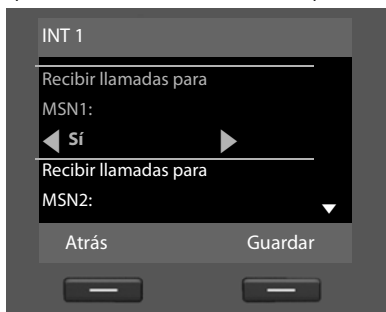 INT 1
Recibir llamadas para
MSN1:
Sí
Recibir llamadas para
MSN2:
Atrás Guardar